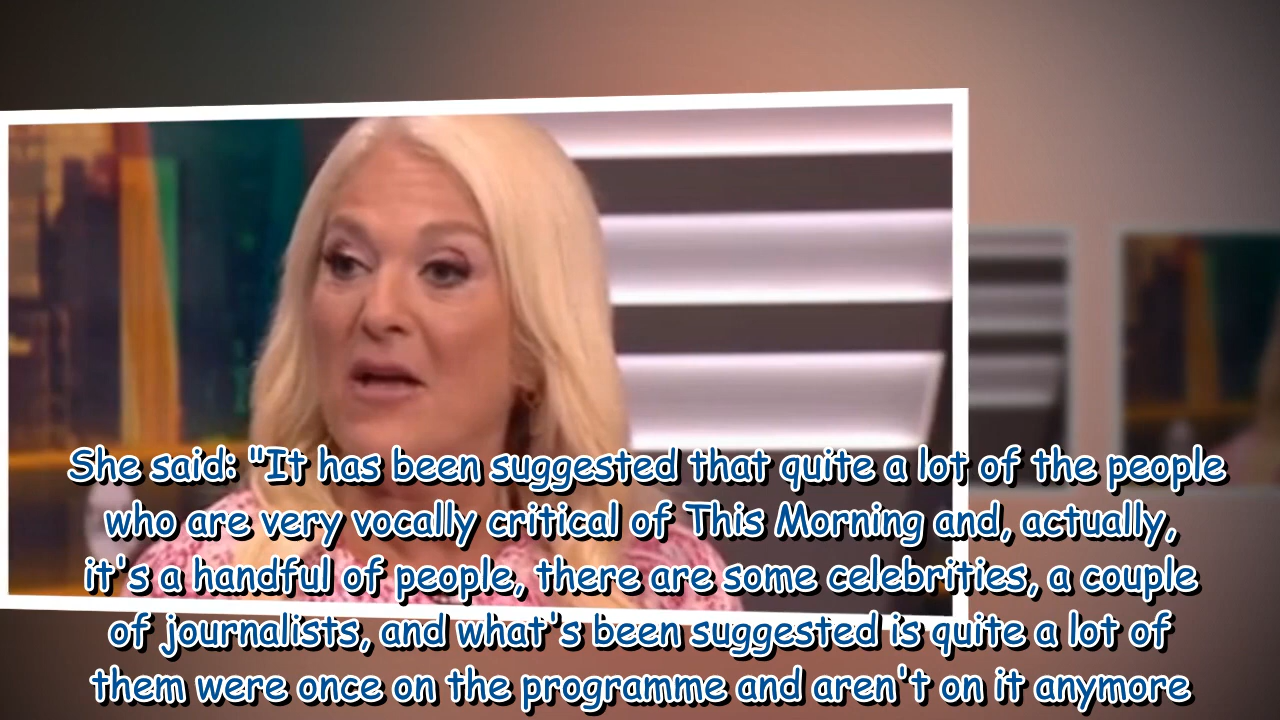 She said: "It has been suggested that quite a lot of the people
who are very vocally critical of This Morning and, actually,
it's a handful of people, there are some celebrities, a couple
of journalists, and what's been suggested is quite a lot of
them were once on the programme and aren't on it anymore